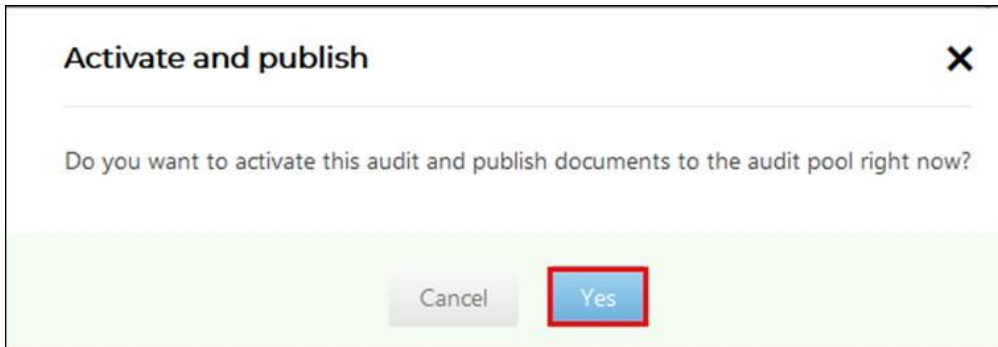 Activate and publish
Do you want to activate this audit and publish documents to the audit pool right now?
Cancel
Yes